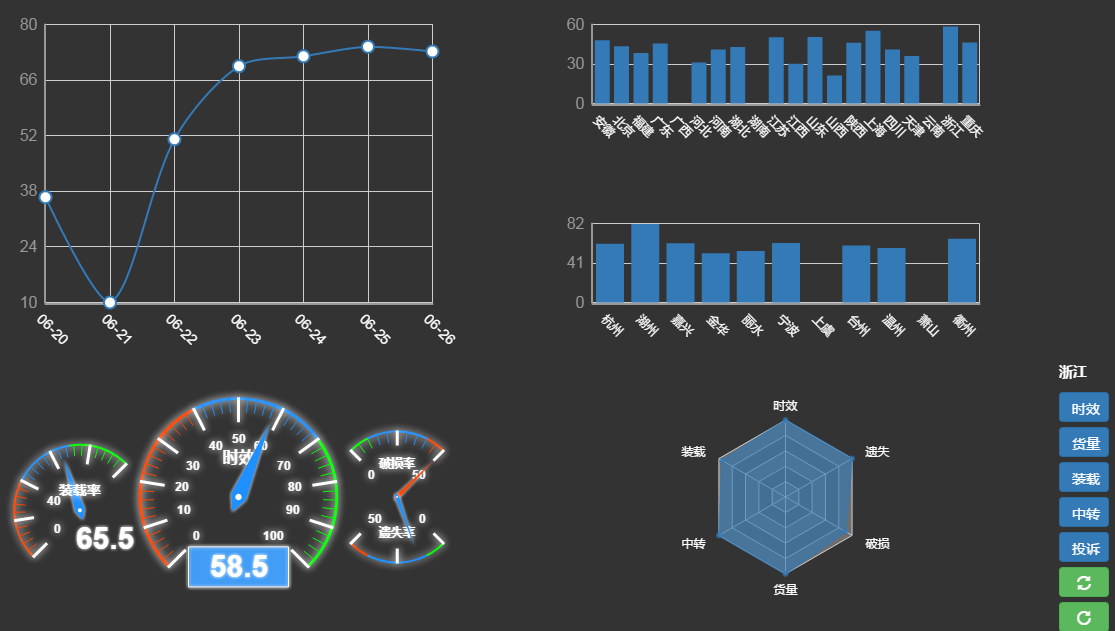 80
66
52
38
24
10
06-20
06-21
06-22
06-23
06-24
06-25
06-26
60
30
0
安徽
北京
福建
广东
广西
河北
河南
湖北
湖南
江苏
江西
山东
山西
陕西
上海
四川
天津
云南
浙江
重庆
82
41
0
杭州
湖州
嘉兴
金华
丽水
宁波
上虞
台州
温州
萧山
衢州
装载率
40
0
65.5
时效
0
10
20
30
40
50
60
70
80
90
100
58.5
破损率
0
50
50
0
遗失率
时效
装载
遗失
中转
破损
货量
浙江
时效
货量
装载
中转
投诉